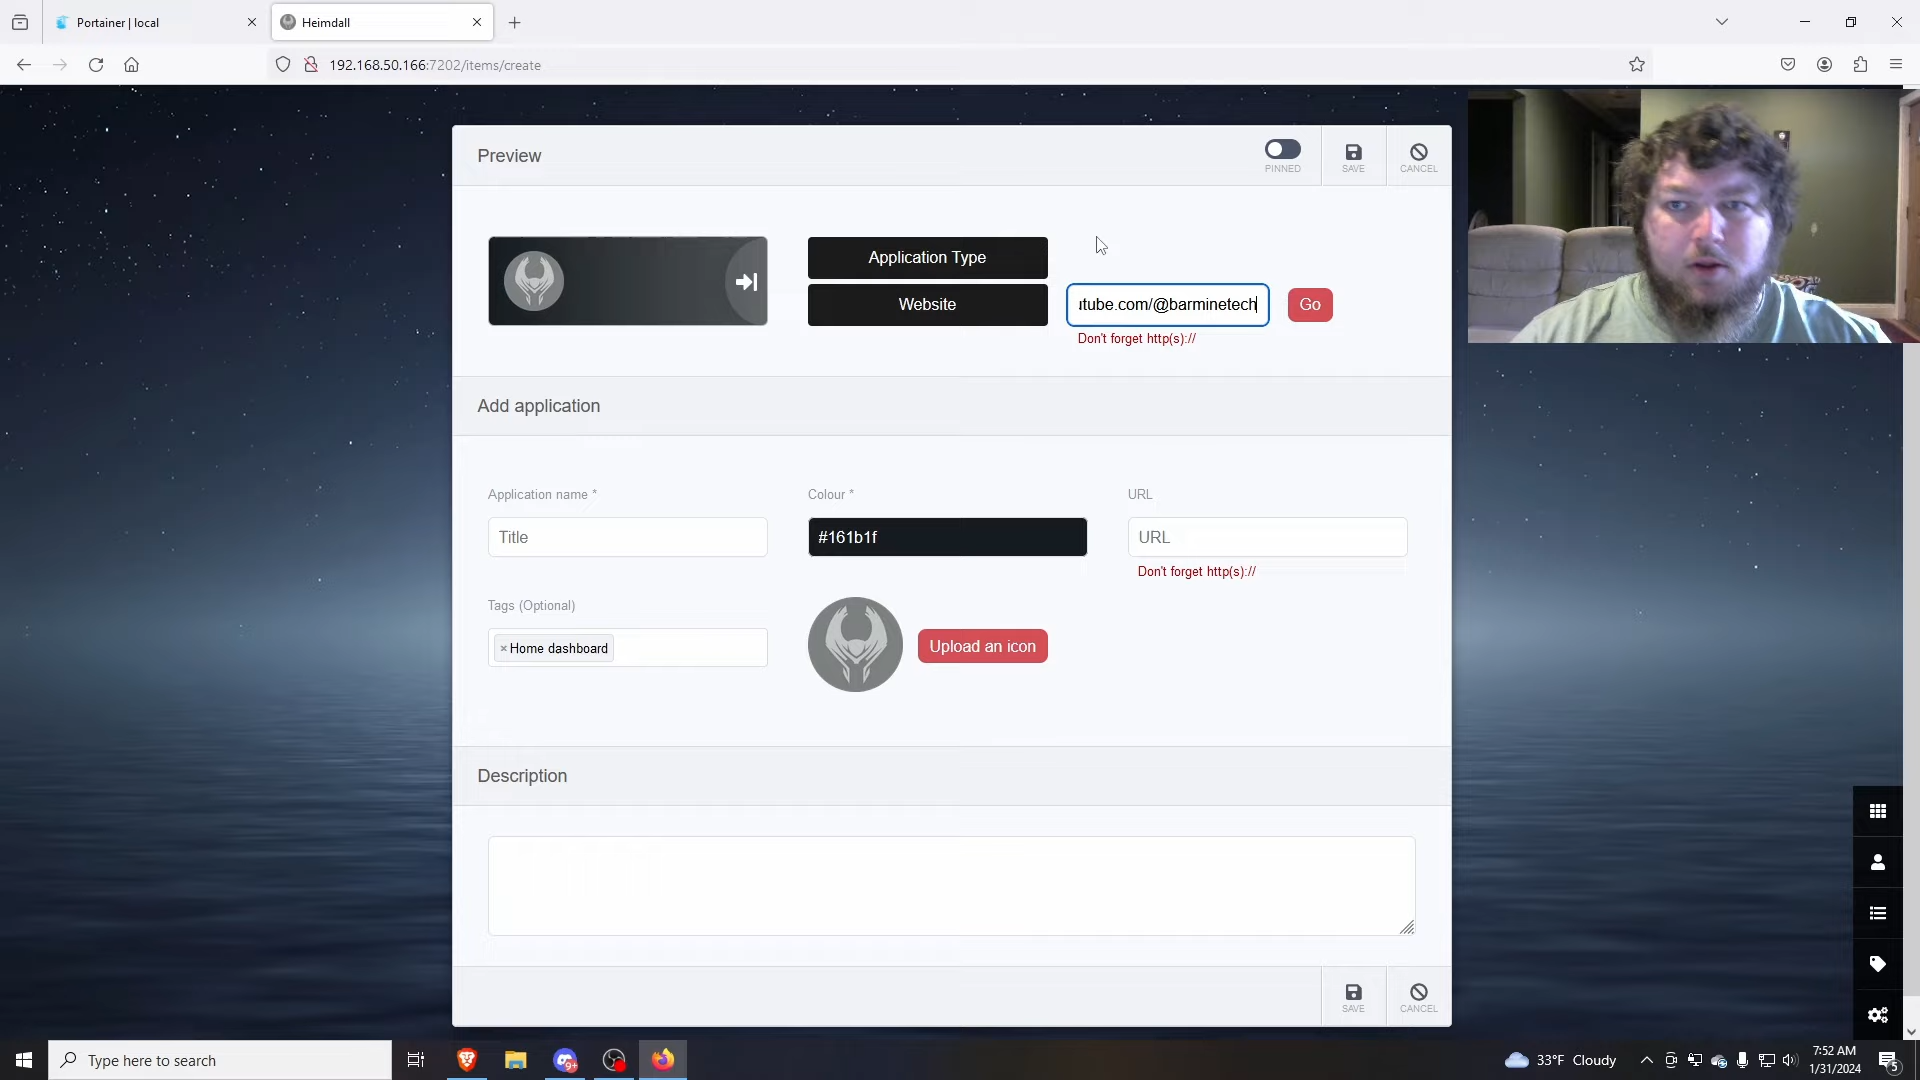 Portainer | local
Heimdall
192.168.50.166:7202/items/create
Preview
PINNED
SAVE
CANCEL
Application Type
Website
utube.com/@barminetech
Go
Don't forget http(s)://
Add application
Application name *
Colour *
URL
Title
#161b1f
URL
Don't forget http(s)://
Tags (Optional)
× Home dashboard
Upload an icon
Description
SAVE
CANCEL
Type here to search
9+
33°F Cloudy
7:52 AM
1/31/2024
5